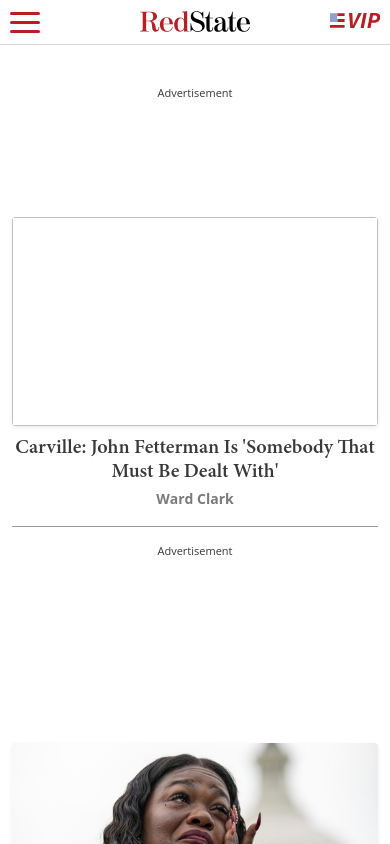 RedState
VIP
Advertisement
Carville: John Fetterman Is 'Somebody That
Must Be Dealt With'
Ward Clark
Advertisement